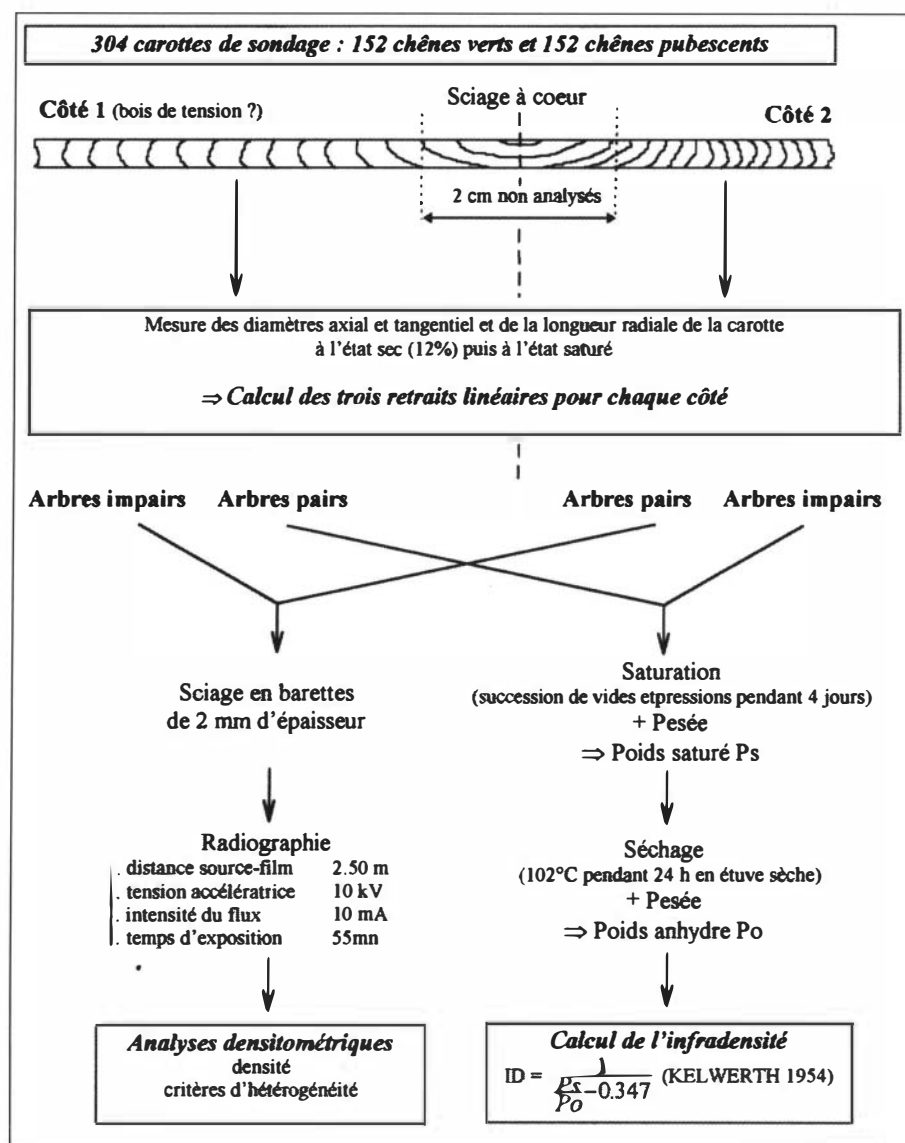 304 carottes de sondage : 152 chênes verts et 152 chênes pubescents
Côté 1 (bois de tension ?)
Sciage à coeur
Côté 2
2 cm non analysés
Mesure des diamètres axial et tangentiel et de la longueur radiale de la carotte
à l'état sec (12%) puis à l'état saturé
⇒ Calcul des trois retraits linéaires pour chaque côté
Arbres impairs Arbres pairs Arbres pairs Arbres impairs
Sciage en barettes
de 2 mm d'épaisseur
Radiographie
. distance source-film 2.50 m
. tension accélératrice 10 kV
. intensité du flux 10 mA
. temps d'exposition 55mn
Analyses densitométriques
densité
critères d'hétérogénéité
Saturation
(succession de vides etpressions pendant 4 jours)
+ Pesée
⇒ Poids saturé Ps
Séchage
(102°C pendant 24 h en étuve sèche)
+ Pesée
⇒ Poids anhydre Po
Calcul de l'infradensité
ID = 1 / (Ps/Po - 0.347) (KELWERTH 1954)